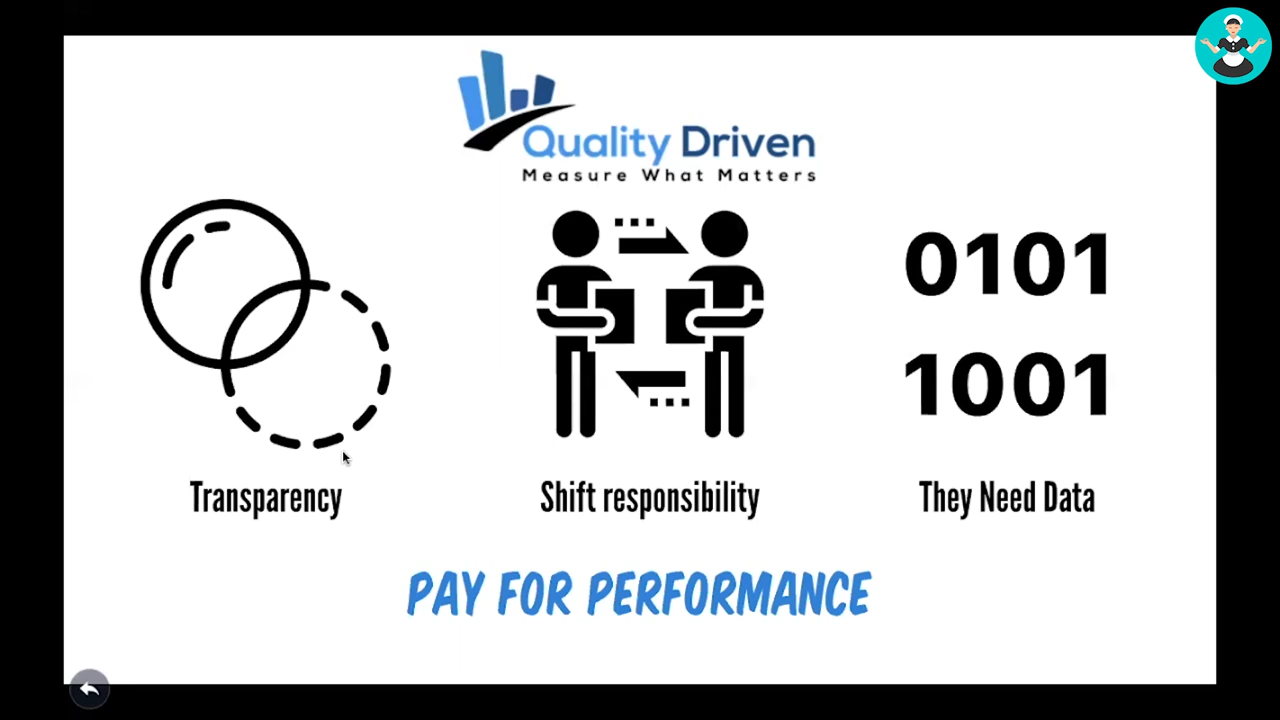 Quality Driven
Measure What Matters
0101
1001
Transparency
Shift responsibility
They Need Data
PAY FOR PERFORMANCE